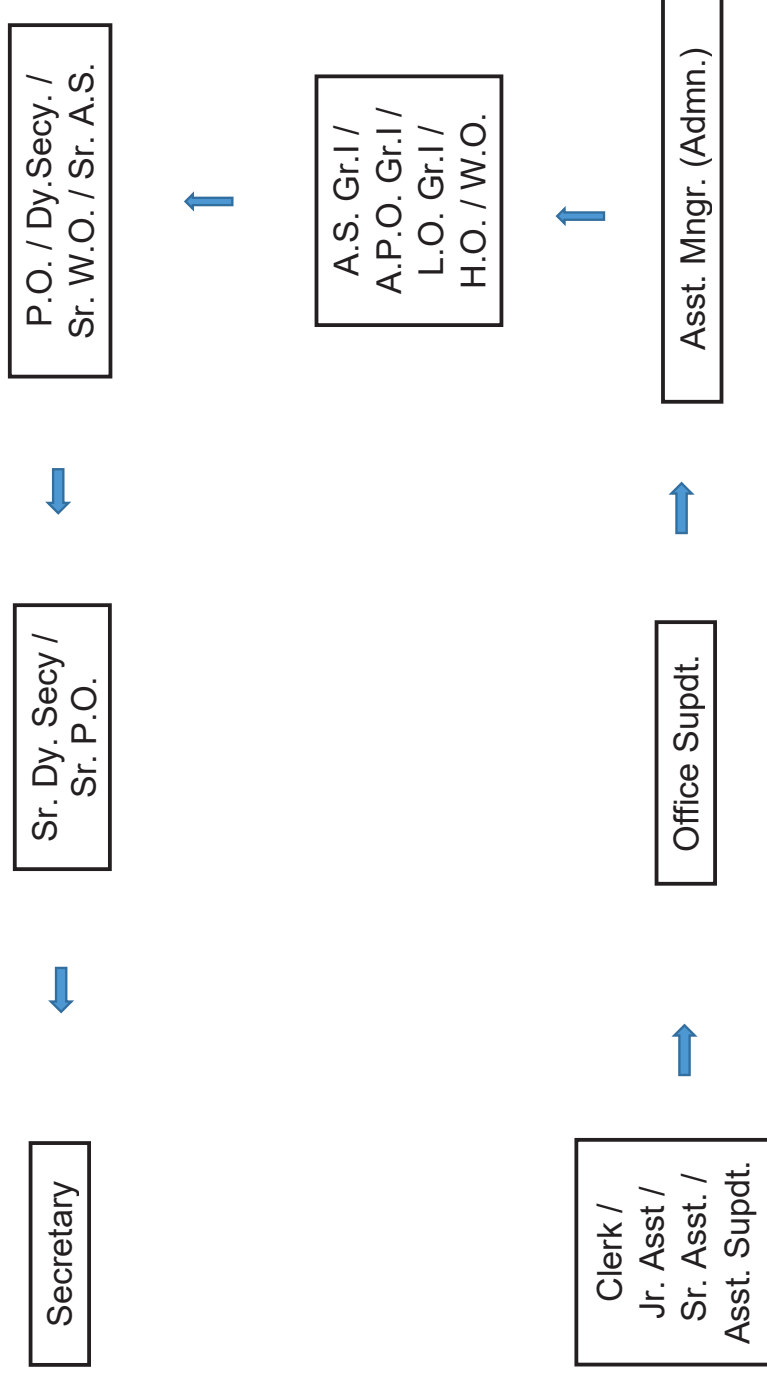 Secretary
Sr. Dy. Secy /
Sr. P.O.
P.O. / Dy.Secy. /
Sr. W.O. / Sr. A.S.
A.S. Gr.I /
A.P.O. Gr.I /
L.O. Gr.I /
H.O. / W.O.
Clerk /
Jr. Asst /
Sr. Asst. /
Asst. Supdt.
Office Supdt.
Asst. Mngr. (Admn.)